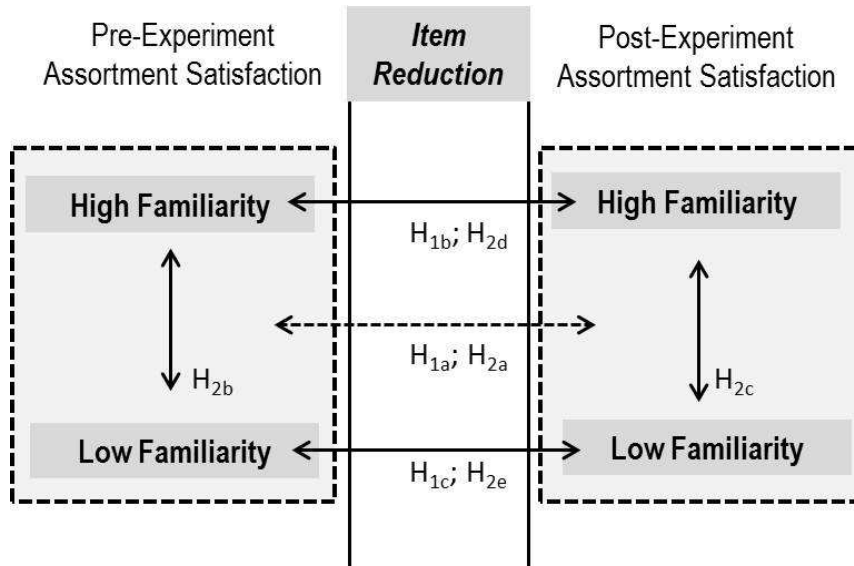 Pre-Experiment
Assortment Satisfaction
Item
Reduction
Post-Experiment
Assortment Satisfaction
High Familiarity
High Familiarity
H1b; H2d
H1a; H2a
H2b
H2c
Low Familiarity
Low Familiarity
H1c; H2e